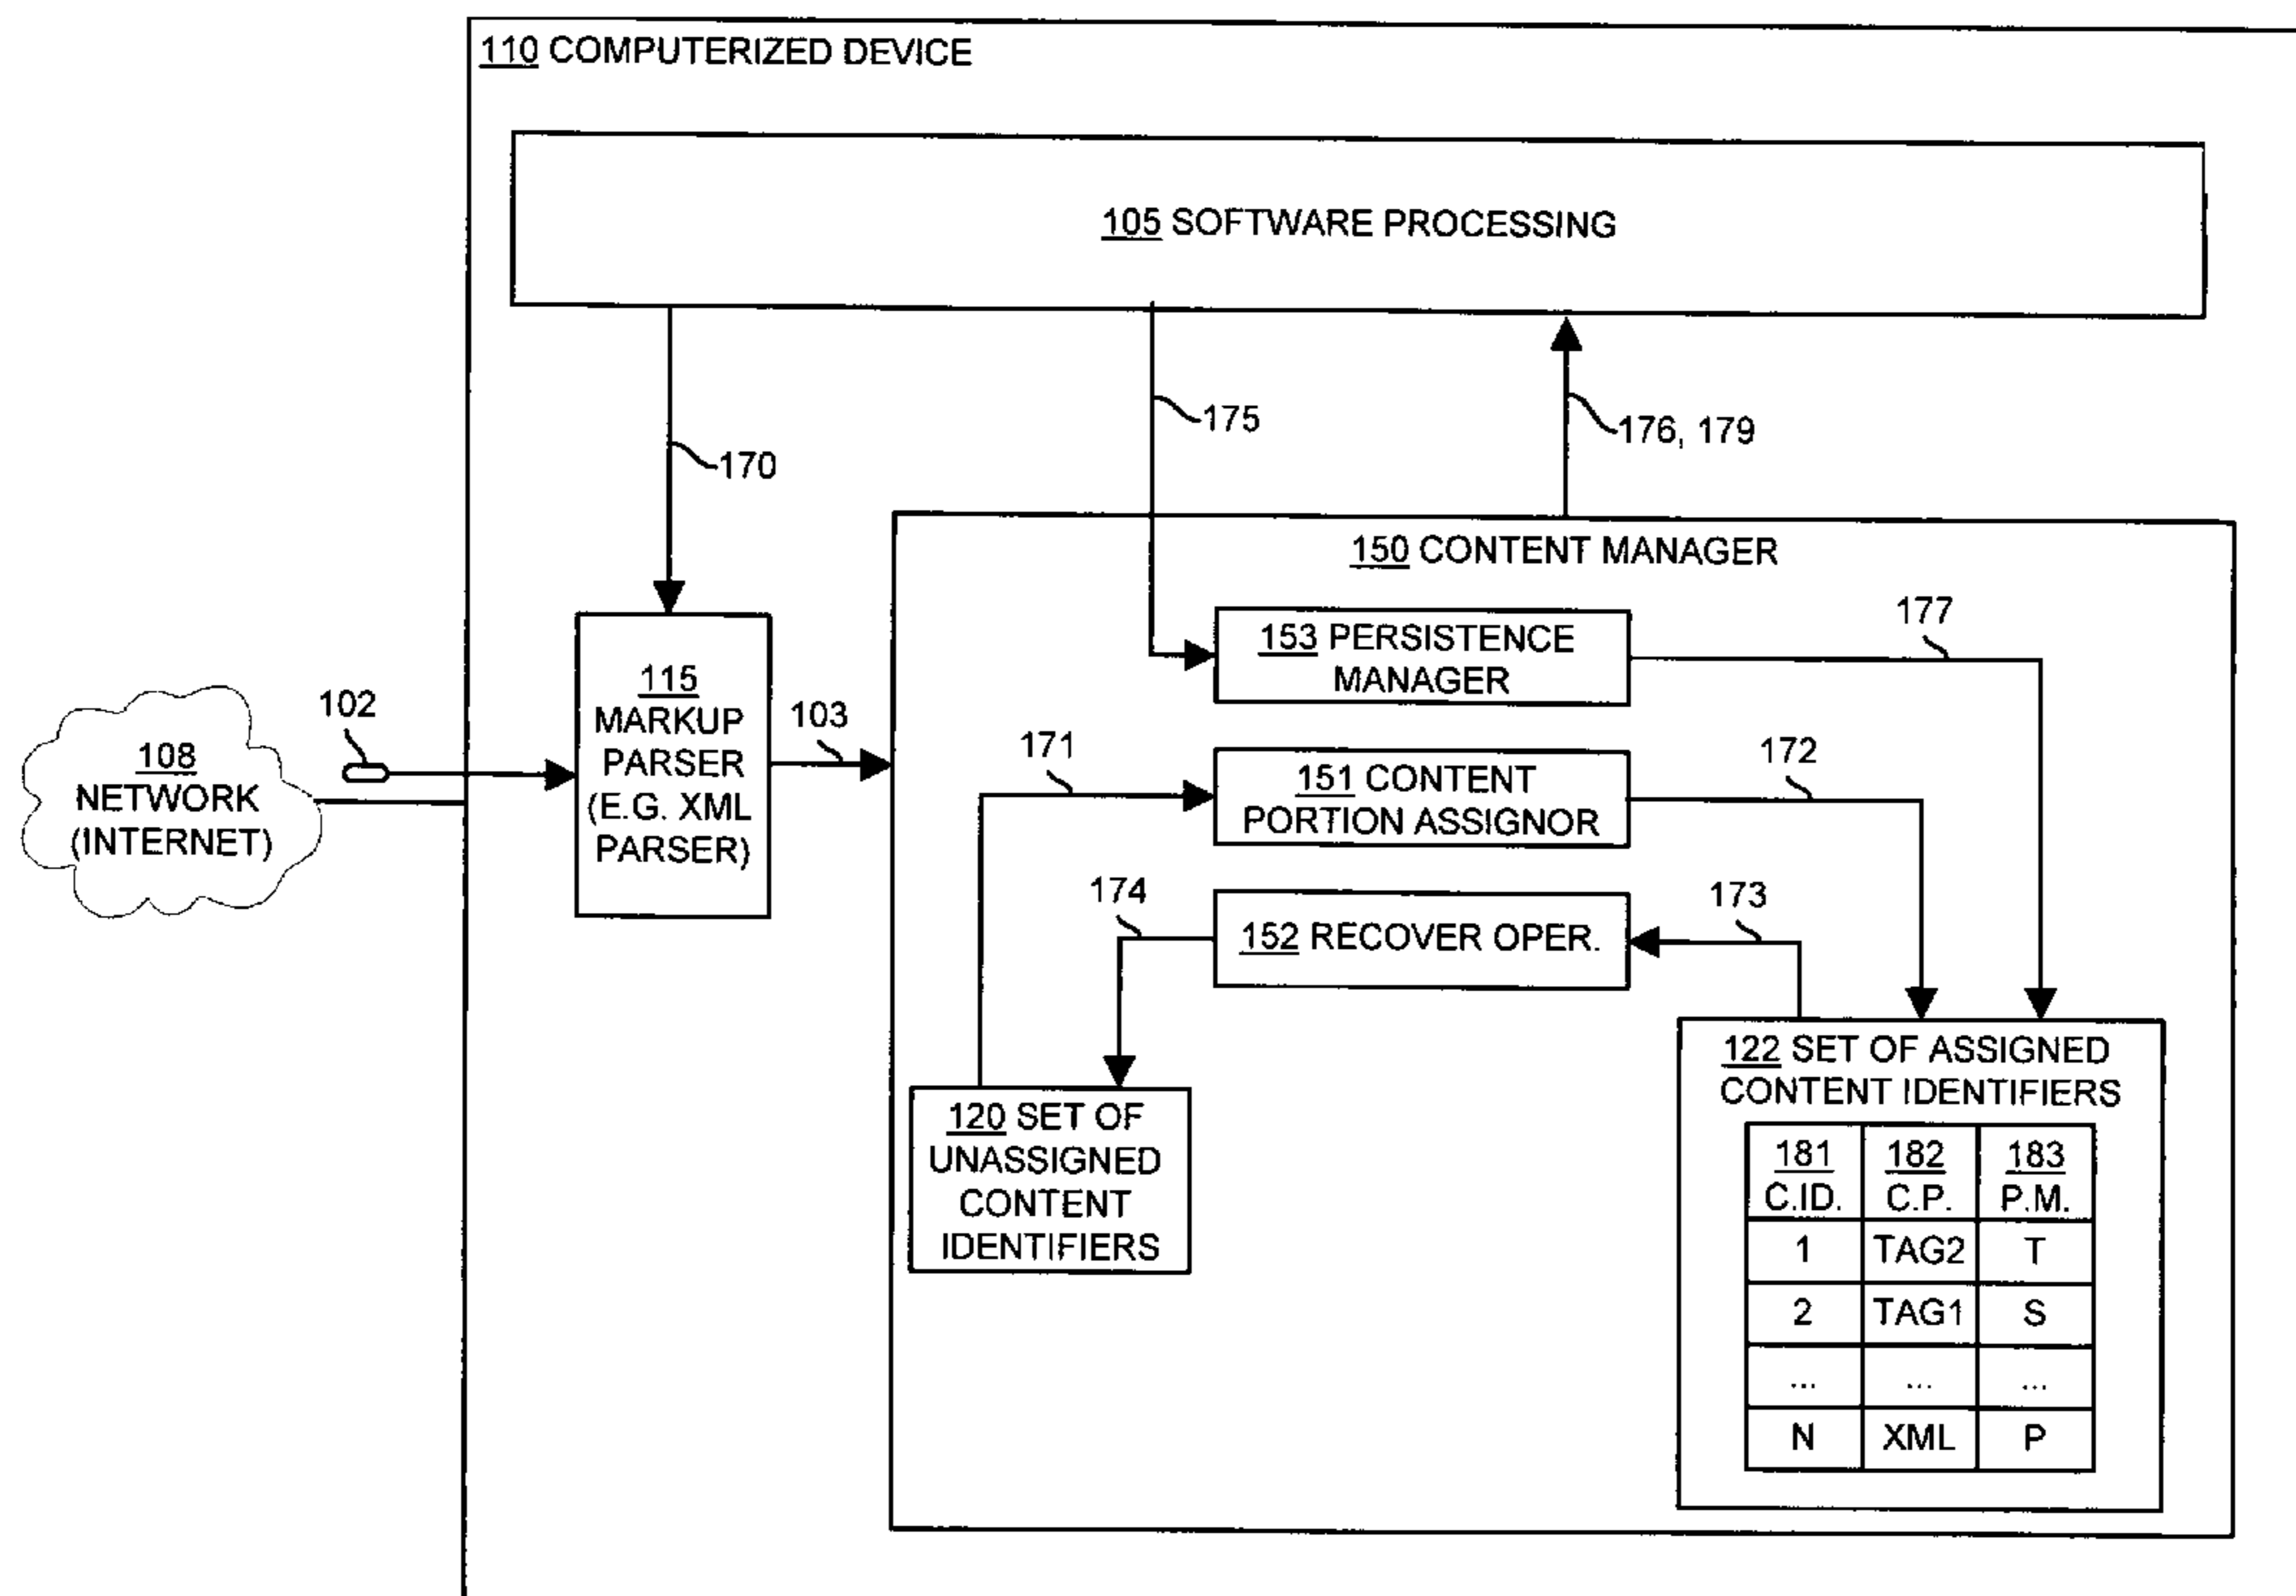 110 COMPUTERIZED DEVICE
105 SOFTWARE PROCESSING
175
176, 179
170
150 CONTENT MANAGER
177
153 PERSISTENCE
MANAGER
115
MARKUP
PARSER
(E.G. XML
PARSER)
102
103
108
NETWORK
(INTERNET)
171
151 CONTENT
PORTION ASSIGNOR
172
174
152 RECOVER OPER.
173
120 SET OF
UNASSIGNED
CONTENT
IDENTIFIERS
122 SET OF ASSIGNED
CONTENT IDENTIFIERS
181 182 183
C.ID. C.P. P.M.
1 TAG2 T
2 TAG1 S
... ... ...
N XML P